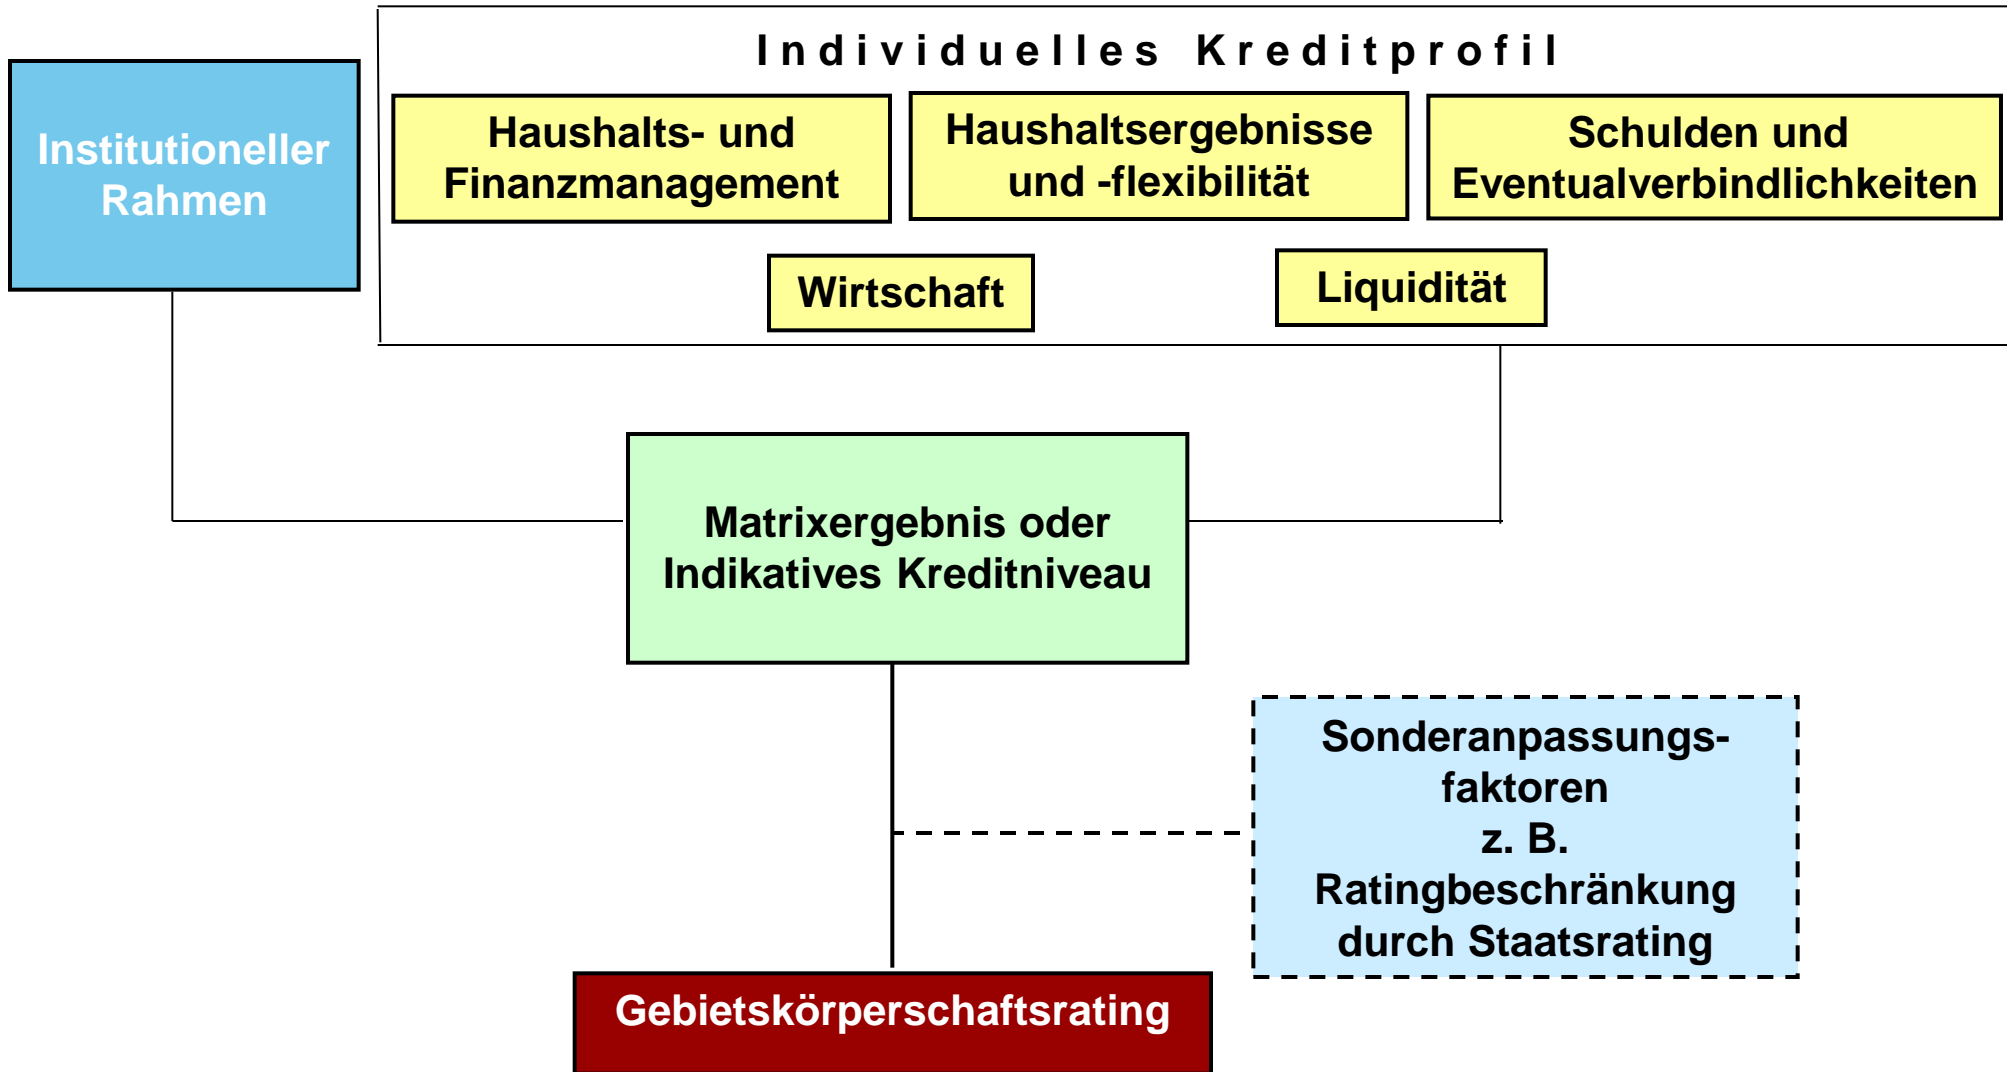 Individuelles Kreditprofil
Institutioneller
Rahmen
Haushalts- und
Finanzmanagement
Haushaltsergebnisse
und -flexibilität
Schulden und
Eventualverbindlichkeiten
Wirtschaft
Liquidität
Matrixergebnis oder
Indikatives Kreditniveau
Sonderanpassungs-
faktoren
z. B.
Ratingbeschränkung
durch Staatsrating
Gebietskörperschaftsrating